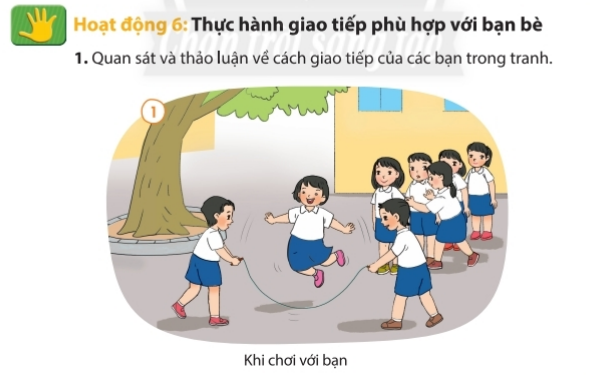 Hoạt động 6: Thực hành giao tiếp phù hợp với bạn bè
1. Quan sát và thảo luận về cách giao tiếp của các bạn trong tranh.
1
Khi chơi với bạn